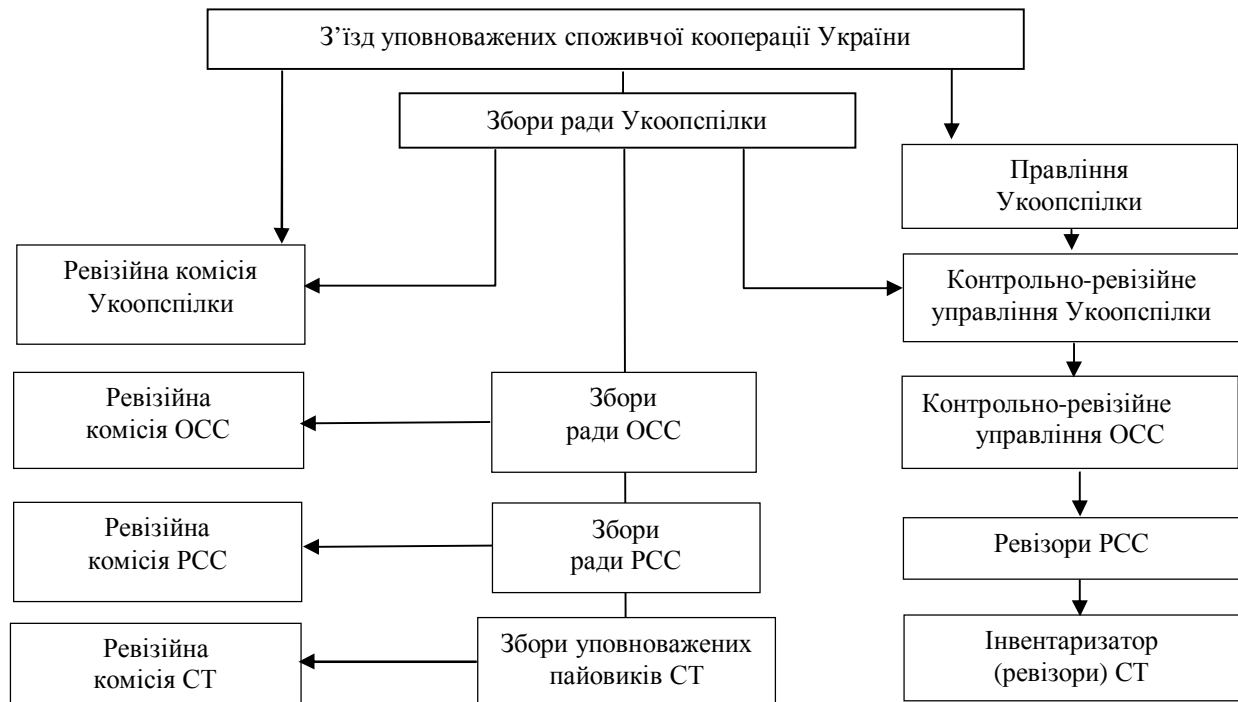 З’їзд уповноважених споживчої кооперації України
Збори ради Укоопспілки
Правління
Укоопспілки
Ревізійна комісія
Укоопспілки
Контрольно-ревізійне
управління Укоопспілки
Ревізійна
комісія ОСС
Збори
ради ОСС
Контрольно-ревізійне
управління ОСС
Ревізійна
комісія РСС
Збори
ради РСС
Ревізори РСС
Ревізійна
комісія СТ
Збори уповноважених
пайовиків СТ
Інвентаризатор
(ревізори) СТ